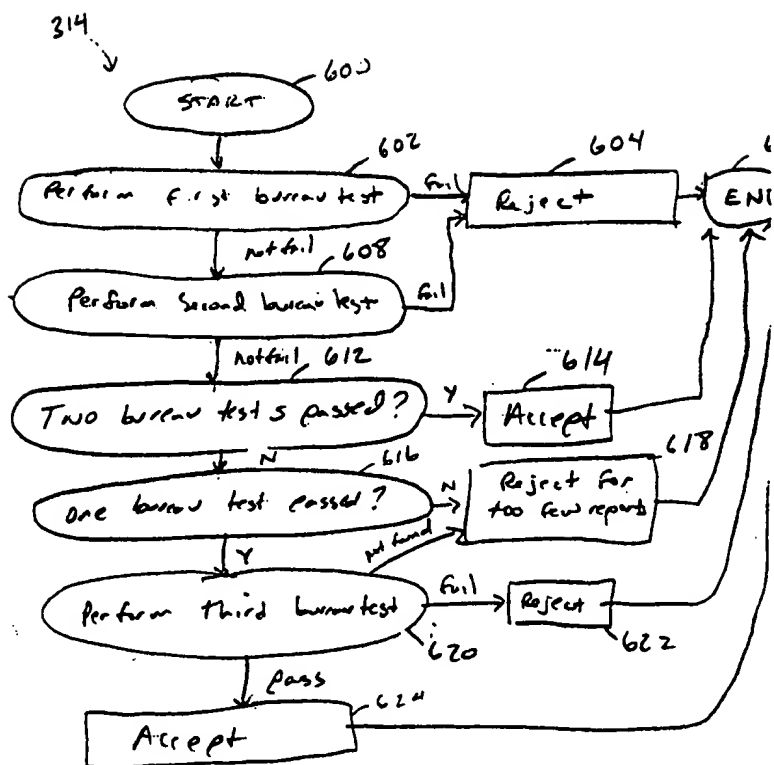 314
600
START
602
Perform first bureau test
fail
604
Reject
END
not fail
608
Perform Second bureau test
fail
not fail
612
Two bureau tests passed?
Y
614
Accept
N
616
one bureau test passed?
N
618
Reject for
too few reports
Y
not found
Perform third bureau test
fail
Reject
620
622
pass
624
Accept